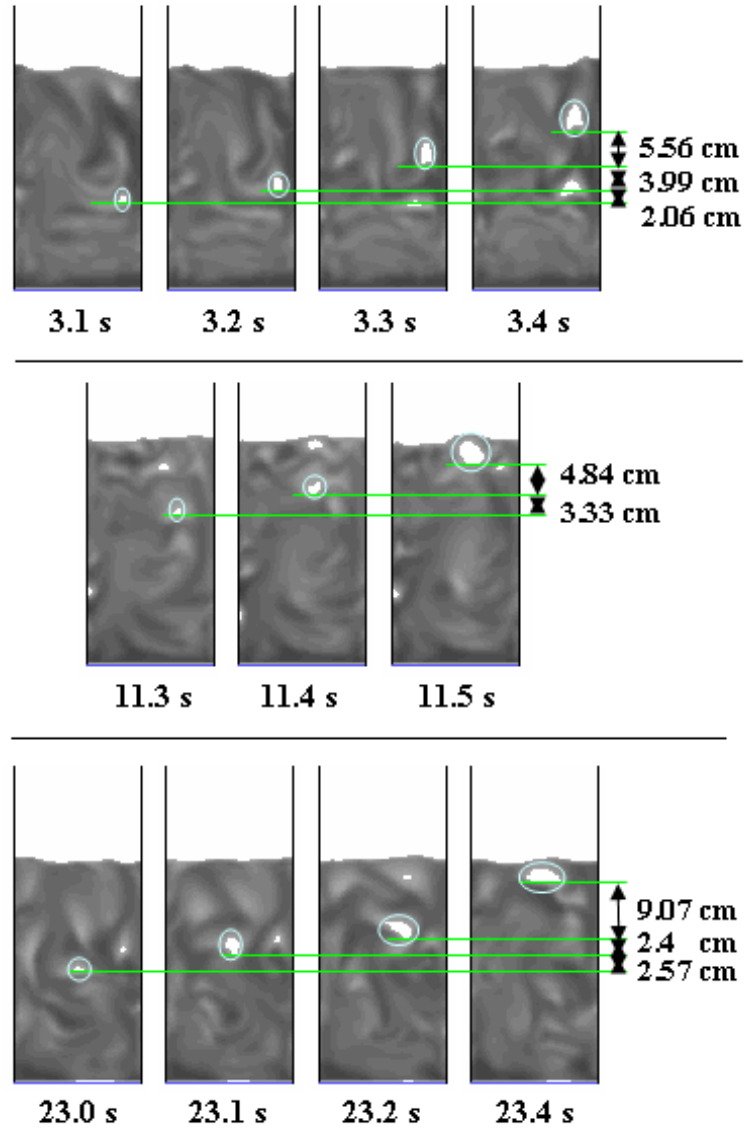 5.56 cm
3.99 cm
2.06 cm
3.1 s 3.2 s 3.3 s 3.4 s
4.84 cm
3.33 cm
11.3 s 11.4 s 11.5 s
9.07 cm
2.4 cm
2.57 cm
23.0 s 23.1 s 23.2 s 23.4 s